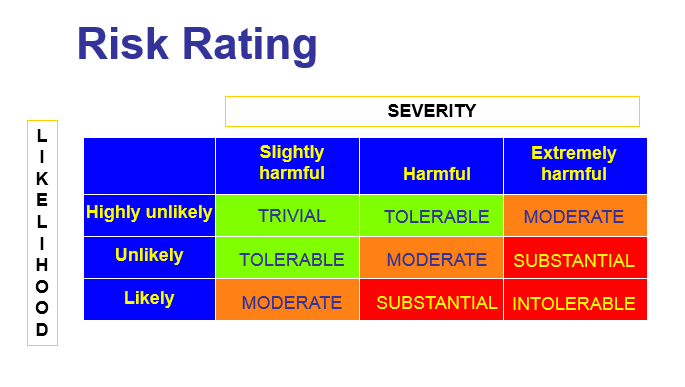 Risk Rating
SEVERITY
LIKELIHOOD
Slightly
harmful
Harmful
Extremely
harmful
Highly unlikely
TRIVIAL
TOLERABLE
MODERATE
Unlikely
TOLERABLE
MODERATE
SUBSTANTIAL
Likely
MODERATE
SUBSTANTIAL
INTOLERABLE